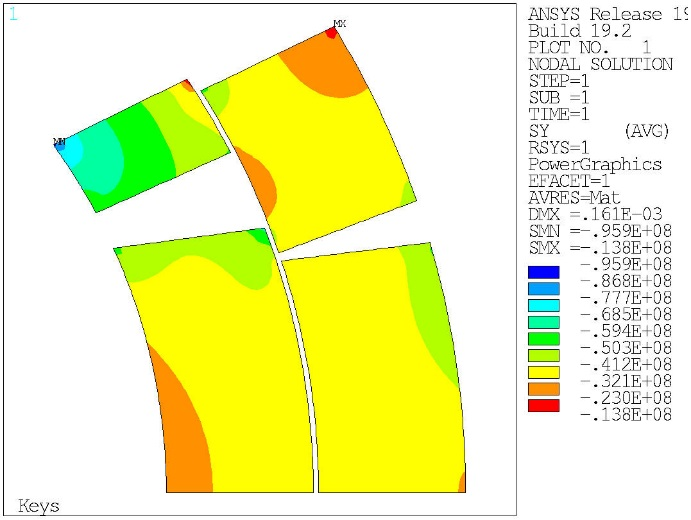 1
MX
MN
Keys
ANSYS Release 19
Build 19.2
PLOT NO. 1
NODAL SOLUTION
STEP=1
SUB =1
TIME=1
SY (AVG)
RSYS=1
PowerGraphics
EFACET=1
AVRES=Mat
DMX =.161E-03
SMN =-.959E+08
SMX =-.138E+08
-.959E+08
-.868E+08
-.777E+08
-.685E+08
-.594E+08
-.503E+08
-.412E+08
-.321E+08
-.230E+08
-.138E+08